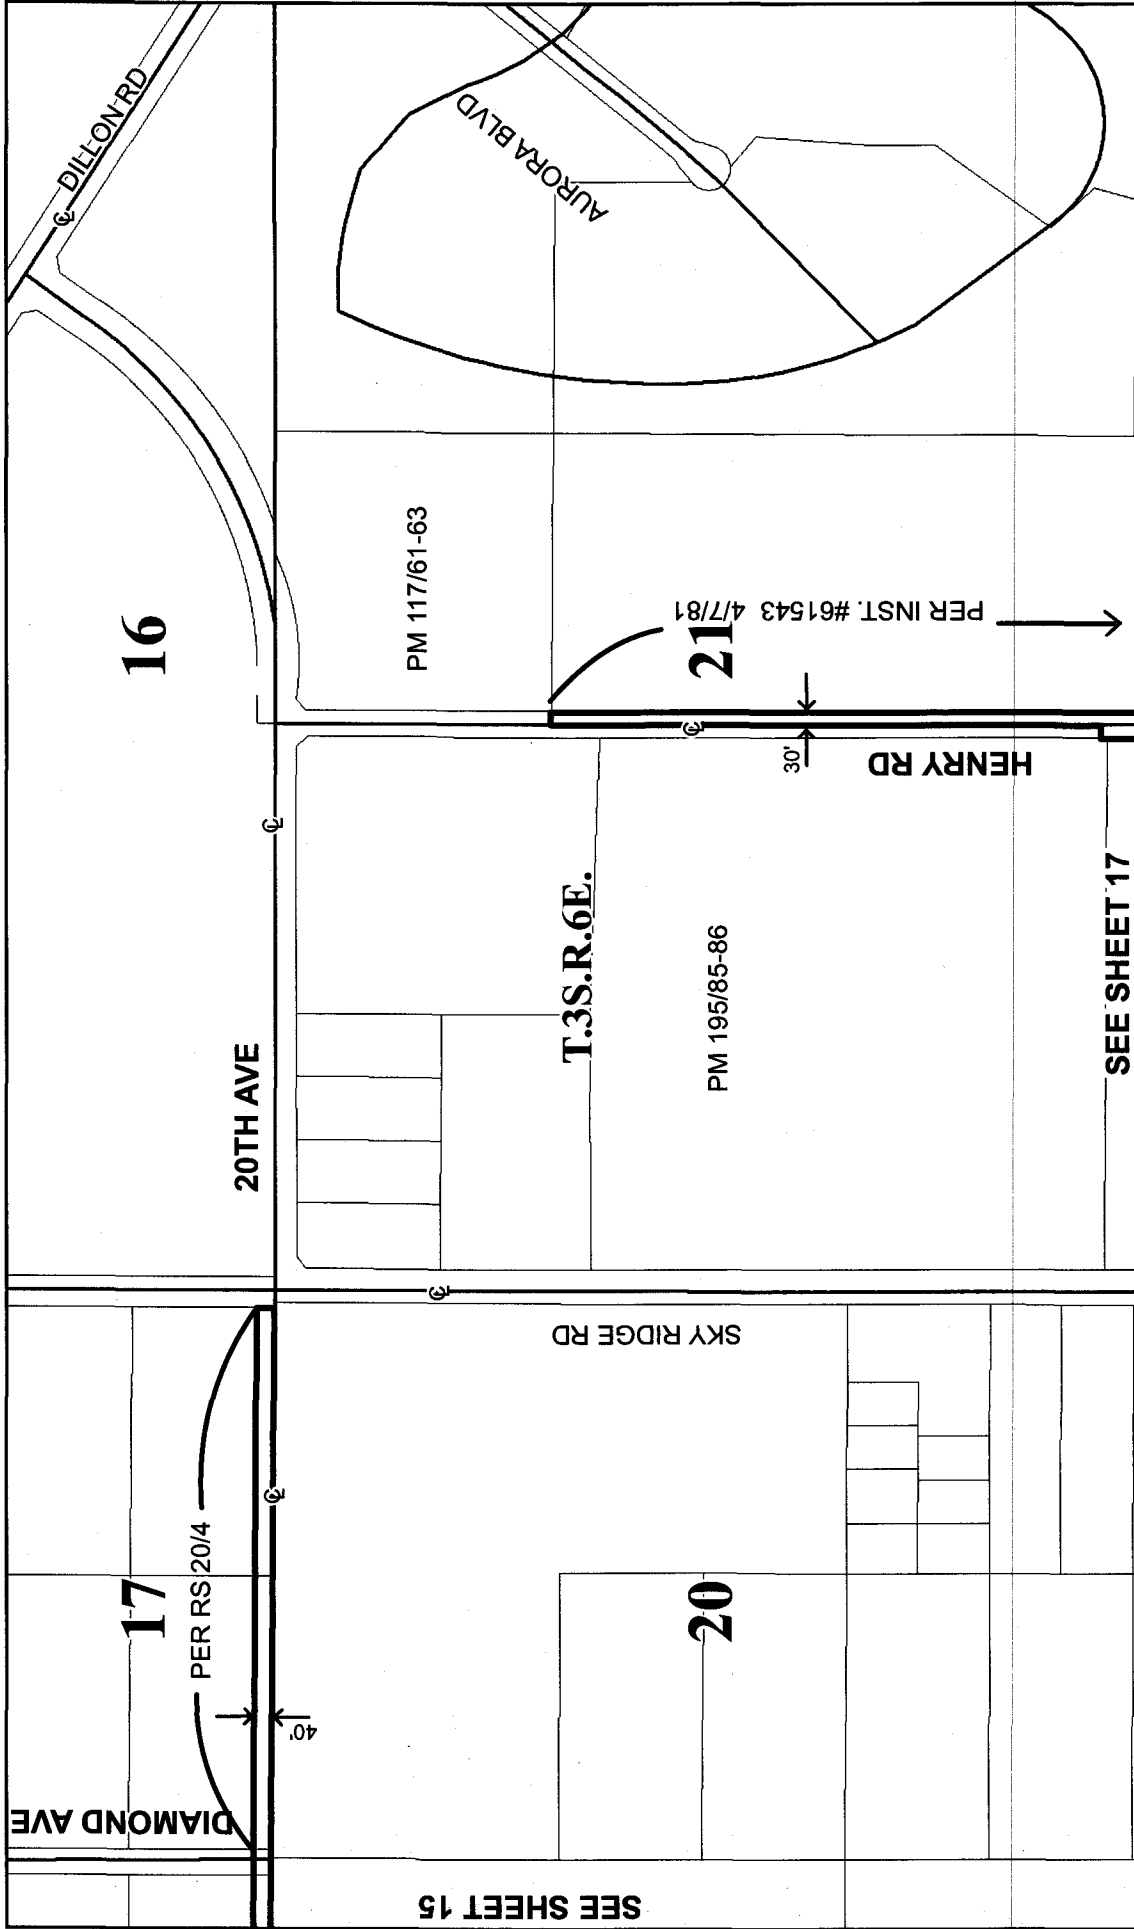 DILLON RD
AURORA BLVD
16
PM 117/61-63
PER INST. #61543 4/7/81
21
30'
HENRY RD
T.3S.R.6E.
PM 195/85-86
SEE SHEET 17
20TH AVE
SKY RIDGE RD
17
PER RS 20/4
40'
20
DIAMOND AVE
SEE SHEET 15